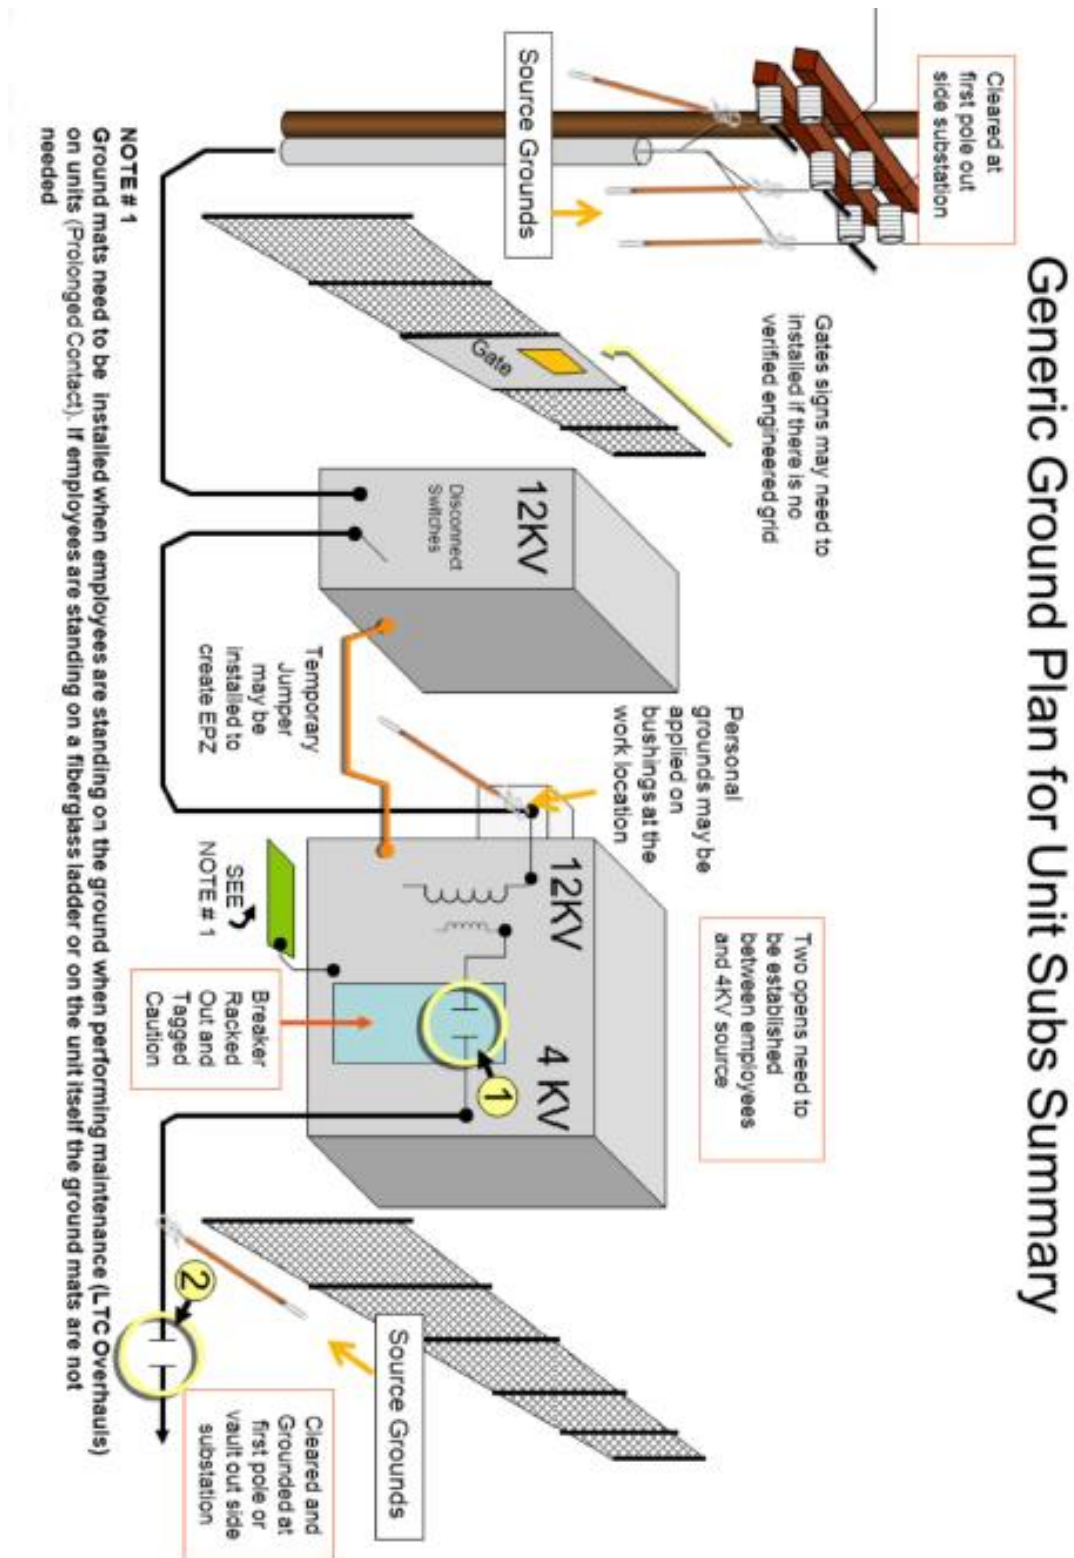 Generic Ground Plan for Unit Subs Summary
Cleared at
first pole out
side substation
Source Grounds
Gates signs may need to
installed if there is no
verified engineered grid
Gate
12KV
Disconnect
Switches
Temporary
Jumper
may be
installed to
create EPZ
Personal
grounds may be
applied on
bushings at the
work location
12KV
4 KV
1
SEE
NOTE # 1
Two opens need to
be established
between employees
and 4KV source
Breaker
Racked
Out and
Tagged
Caution
Source Grounds
2
Cleared and
Grounded at
first pole or
vault out side
substation
NOTE # 1
Ground mats need to be installed when employees are standing on the ground when performing maintenance (LTC Overhauls)
on units (Prolonged Contact). If employees are standing on a fiberglass ladder or on the unit itself the ground mats are not
needed